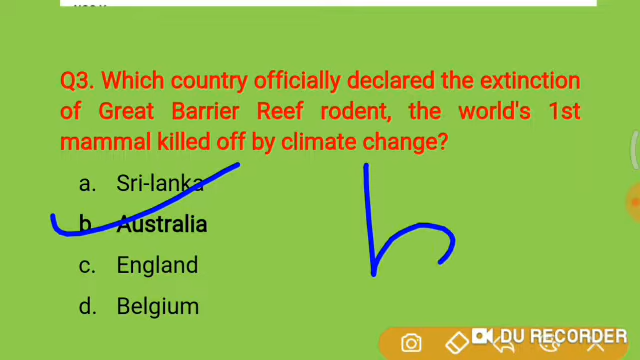 Q3. Which country officially declared the extinction
of Great Barrier Reef rodent, the world's 1st
mammal killed off by climate change?
a. Sri-lanka
b. Australia
c. England
d. Belgium
b
DU RECORDER